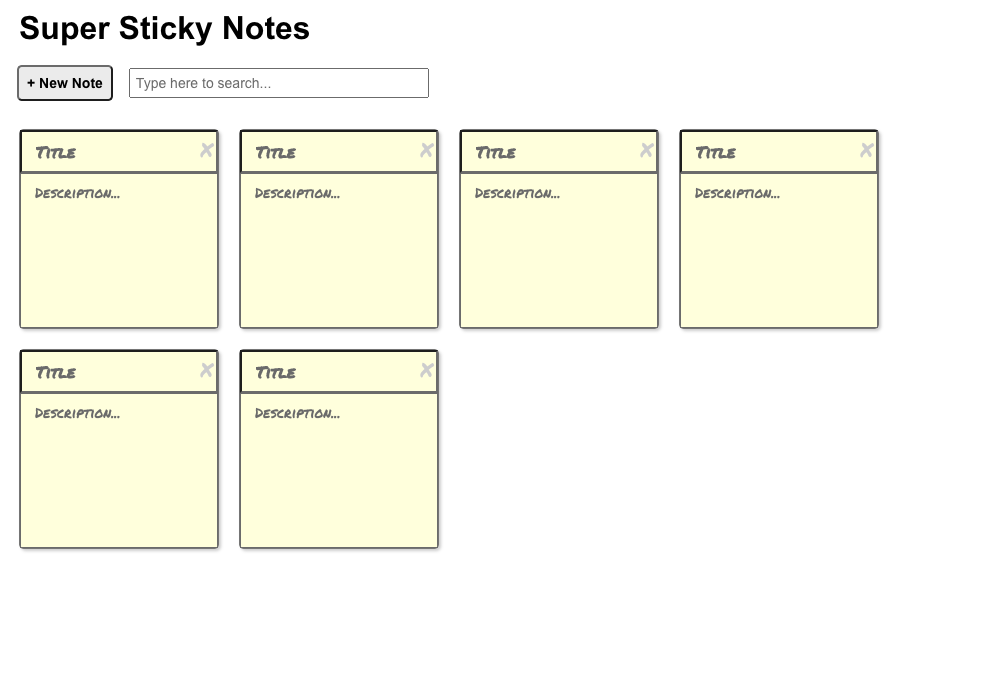 Super Sticky Notes
+ New Note
Type here to search...
Title ✘ Title ✘ Title ✘ Title ✘
Description... Description... Description... Description...
Title ✘ Title ✘
Description... Description...